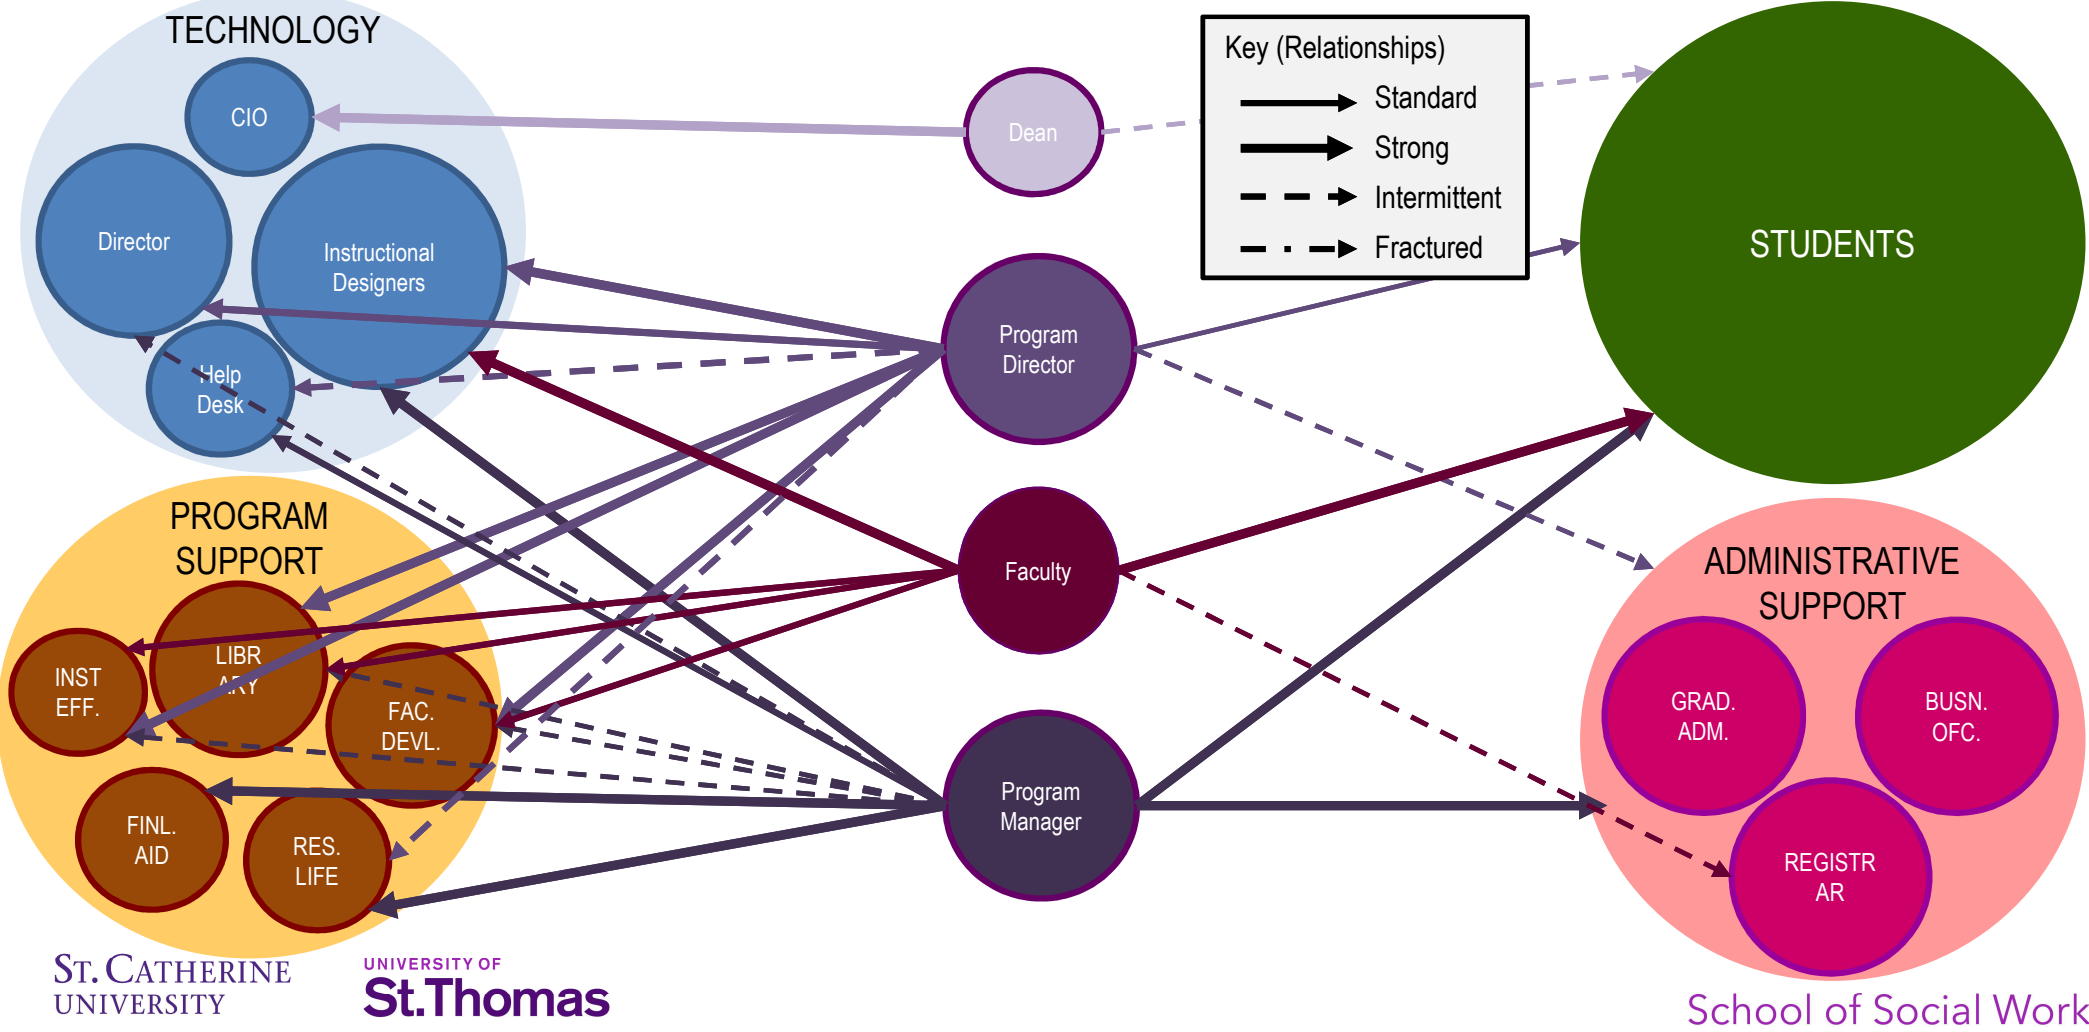 TECHNOLOGY
CIO
Director
Instructional
Designers
Help
Desk
PROGRAM
SUPPORT
INST
EFF.
LIBR
ARY
FAC.
DEVL.
FINL.
AID
RES.
LIFE
Dean
Program
Director
Faculty
Program
Manager
Key (Relationships)
Standard
Strong
Intermittent
Fractured
STUDENTS
ADMINISTRATIVE
SUPPORT
GRAD.
ADM.
BUSN.
OFC.
REGISTR
AR
ST. CATHERINE
UNIVERSITY
UNIVERSITY OF
St.Thomas
School of Social Work